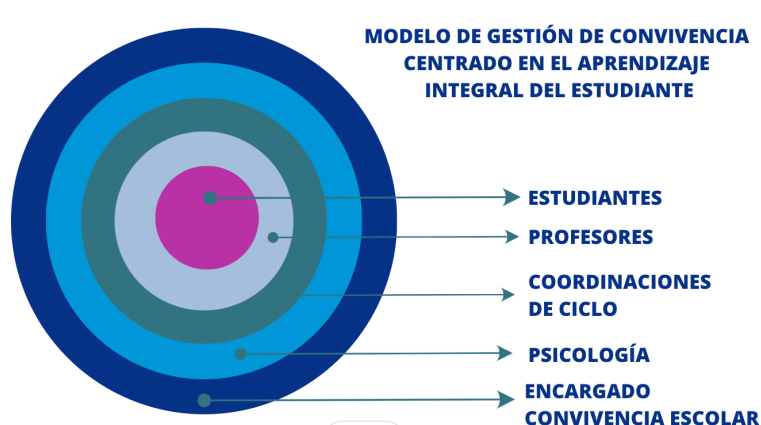 MODELO DE GESTIÓN DE CONVIVENCIA
CENTRADO EN EL APRENDIZAJE
INTEGRAL DEL ESTUDIANTE
ESTUDIANTES
PROFESORES
COORDINACIONES
DE CICLO
PSICOLOGÍA
ENCARGADO
CONVIVENCIA ESCOLAR